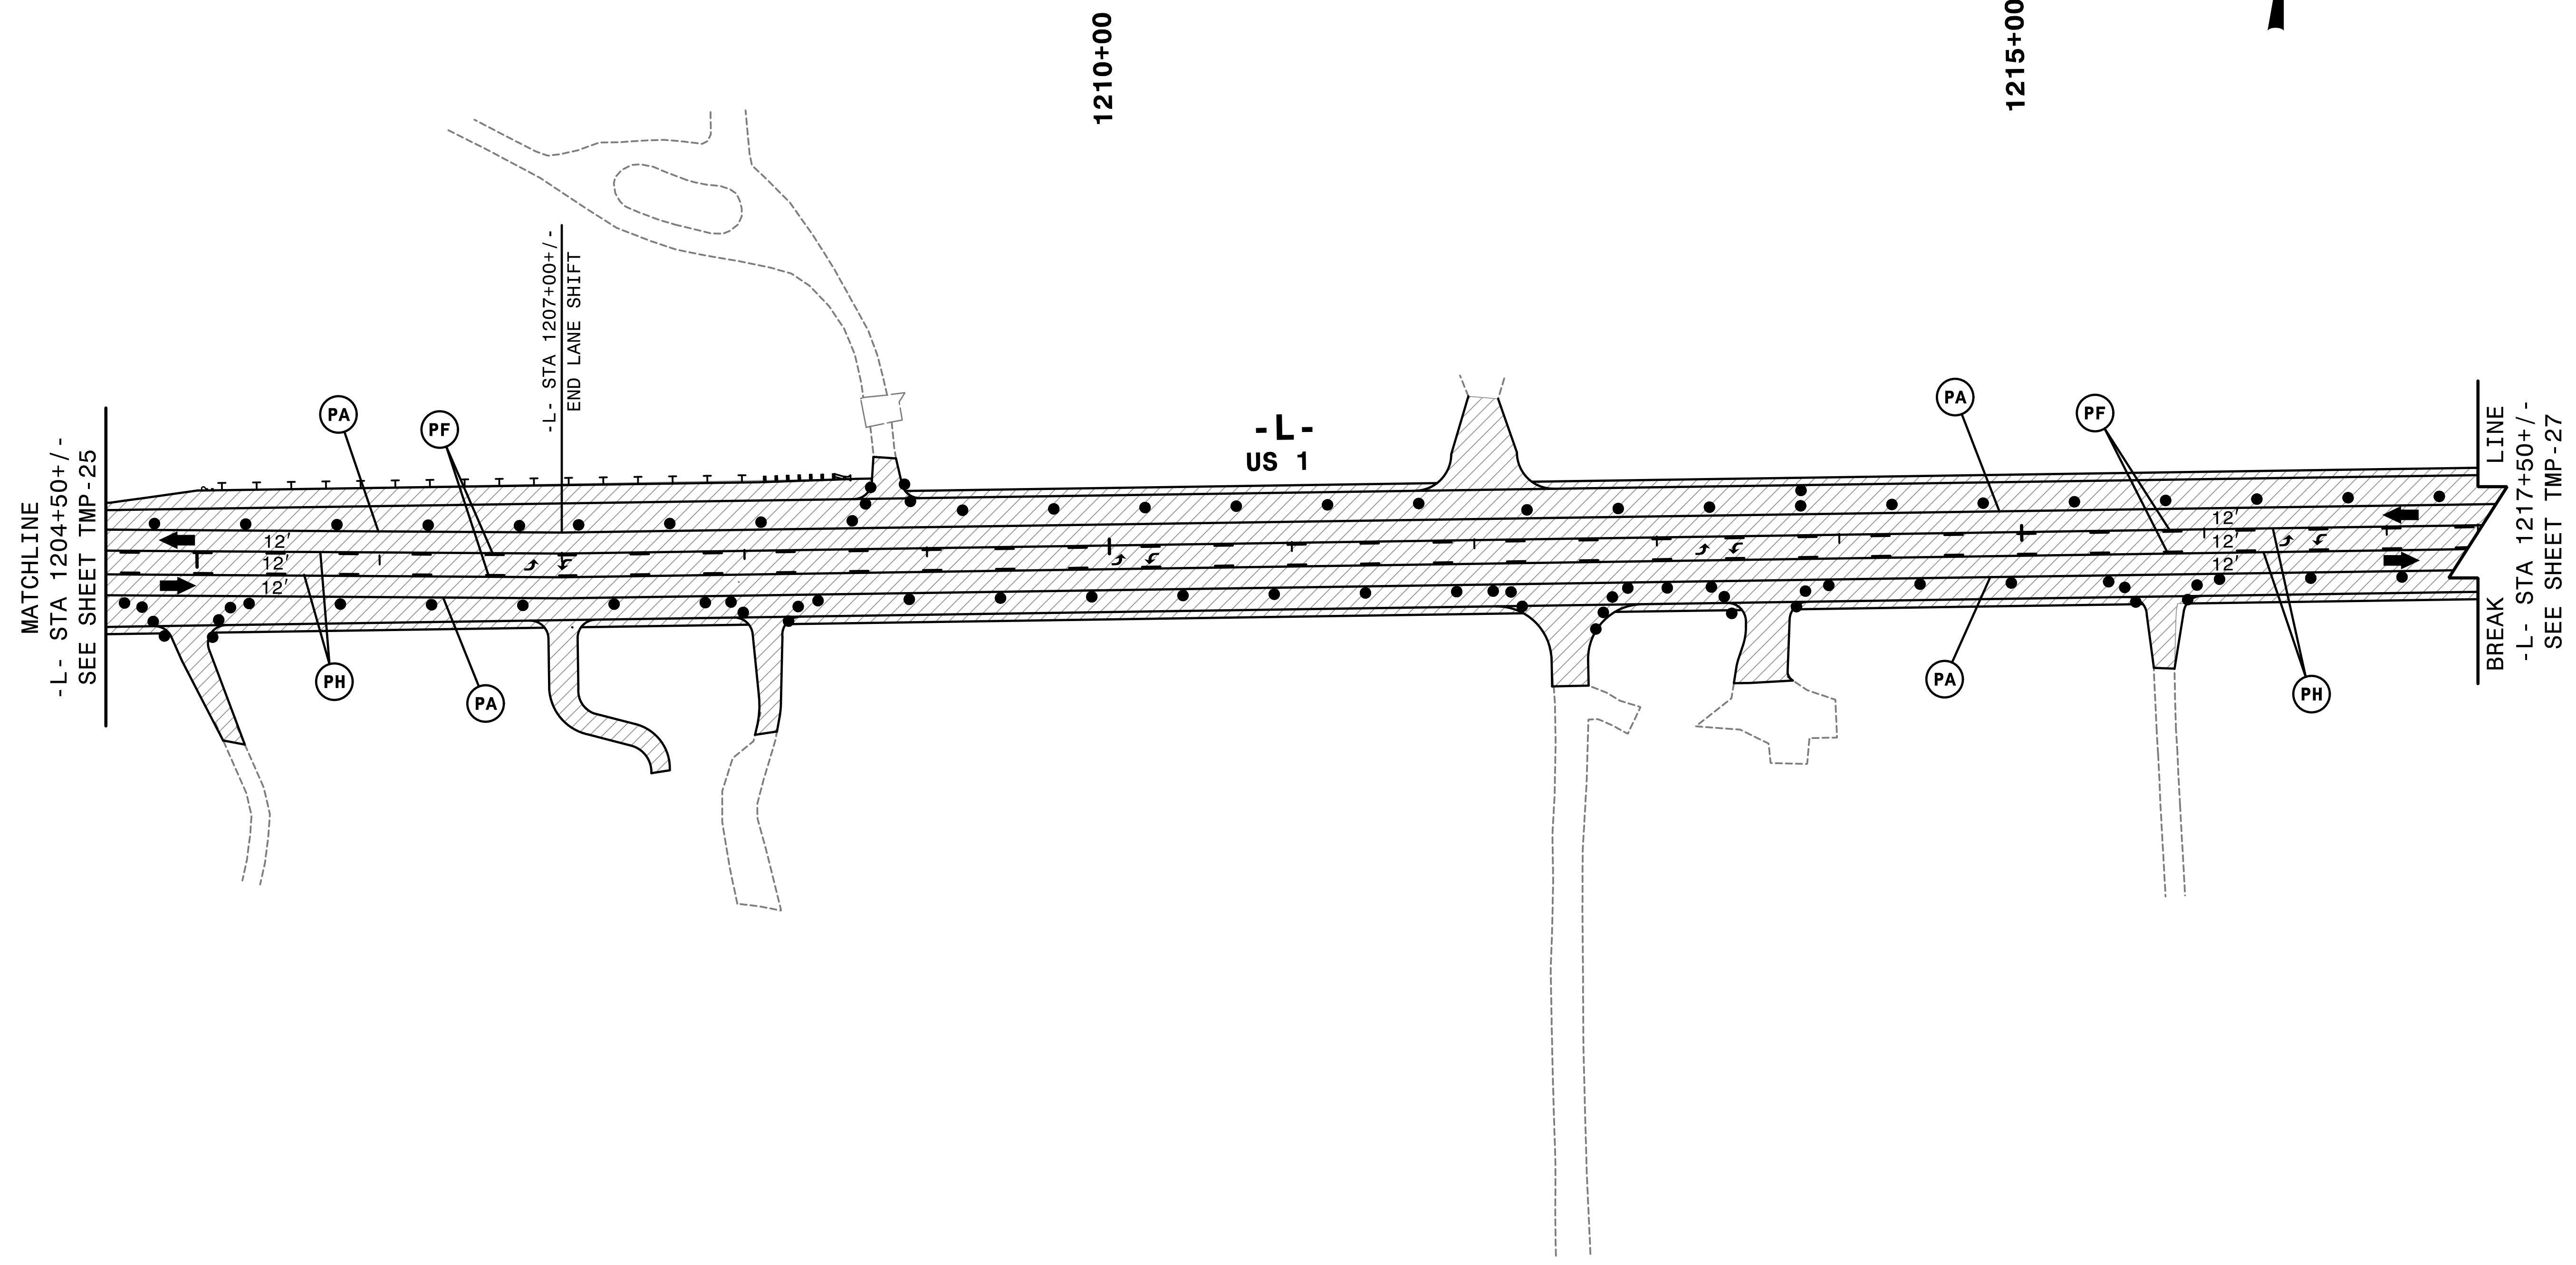 1210+00
1215+00
-L- STA 1207+00+/-
END LANE SHIFT
MATCHLINE
-L- STA 1204+50+/-
SEE SHEET TMP-25
PA
PF
-L-
US 1
PA
PF
BREAK LINE
-L- STA 1217+50+/-
SEE SHEET TMP-27
12'
12'
12'
12'
12'
12'
PH
PA
PA
PH